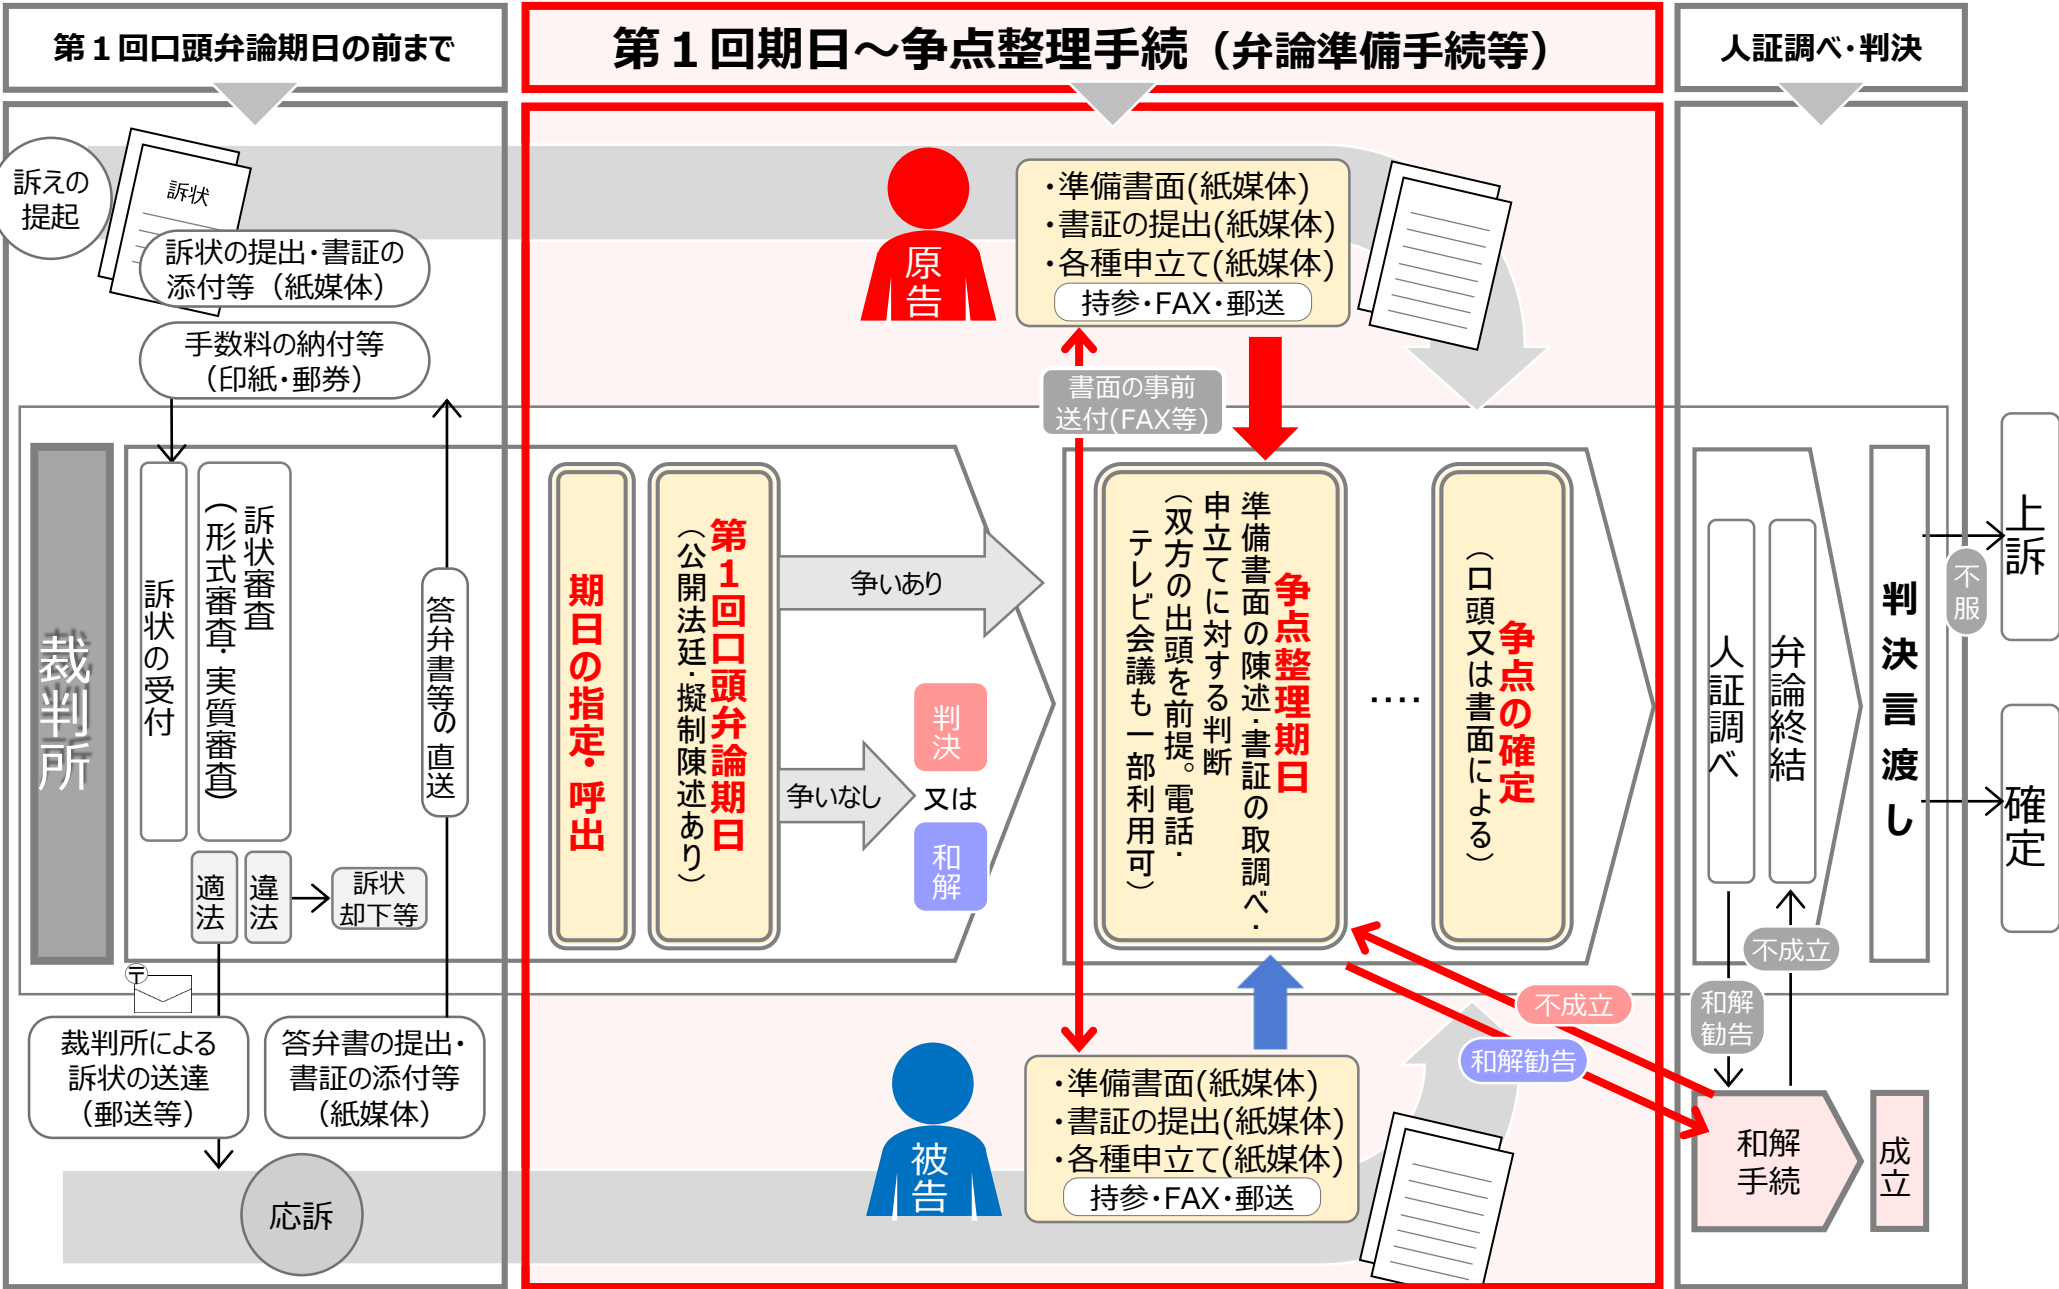 第１回口頭弁論期日の前まで
第１回期日～争点整理手続（弁論準備手続等）
人証調べ・判決
訴えの
提起
訴状
訴状の提出・書証の
添付等（紙媒体）
手数料の納付等
（印紙・郵券）
原告
・準備書面(紙媒体)
・書証の提出(紙媒体)
・各種申立て(紙媒体)
持参・FAX・郵送
書面の事前
送付(FAX等)
裁判所
訴状の受付
訴状審査
（形式審査・実質審査）
適法
違法
訴状
却下等
答弁書等の直送
期日の指定・呼出
第１回口頭弁論期日
（公開法廷・擬制陳述あり）
争いあり
争いなし
判決
又は
和解
争点整理期日
準備書面の陳述・書証の取調べ・
申立てに対する判断
（双方の出頭を前提。電話・
テレビ会議も一部利用可）
‥‥
争点の確定
（口頭又は書面による）
人証調べ
弁論終結
判決言渡し
不服
上訴
確定
不成立
和解
勧告
裁判所による
訴状の送達
（郵送等）
答弁書の提出・
書証の添付等
（紙媒体）
応訴
被告
・準備書面(紙媒体)
・書証の提出(紙媒体)
・各種申立て(紙媒体)
持参・FAX・郵送
不成立
和解勧告
和解
手続
成立